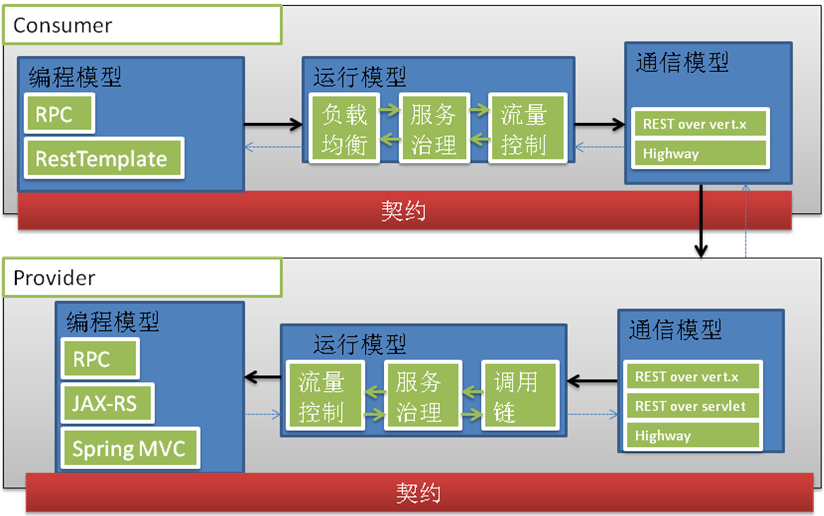 Consumer
编程模型
RPC
RestTemplate
运行模型
负载
均衡
服务
治理
流量
控制
通信模型
REST over vert.x
Highway
契约
Provider
编程模型
RPC
JAX-RS
Spring MVC
运行模型
流量
控制
服务
治理
调用
链
通信模型
REST over vert.x
REST over servlet
Highway
契约